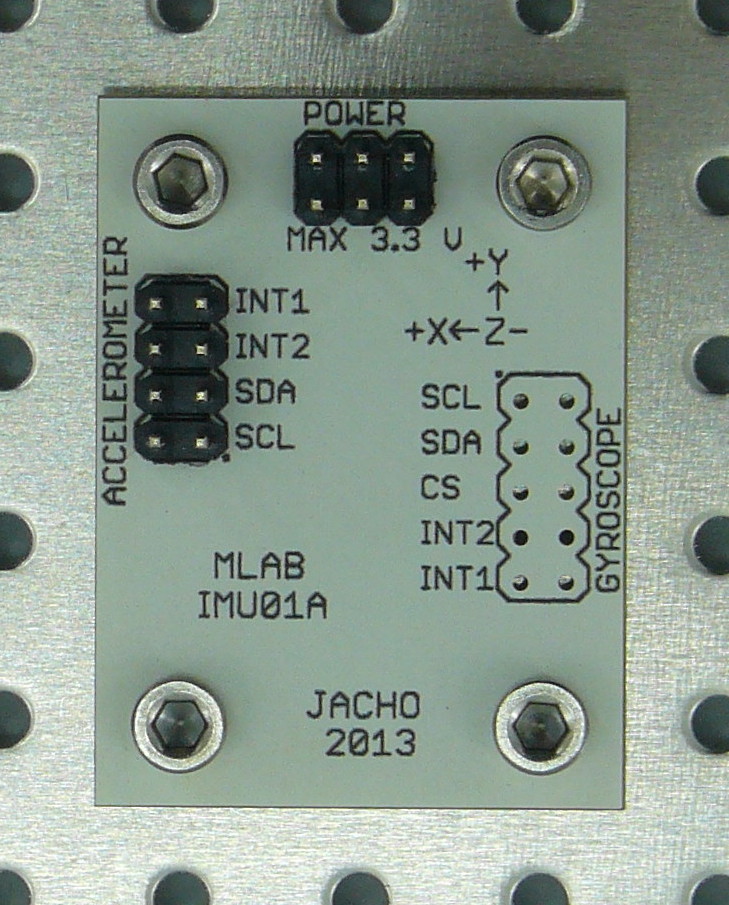 POWER
MAX 3.3 V
+Y
↑
+X←Z-
ACCELEROMETER
INT1
INT2
SDA
SCL
SCL
SDA
CS
INT2
INT1
GYROSCOPE
MLAB
IMU01A
JACHO
2013